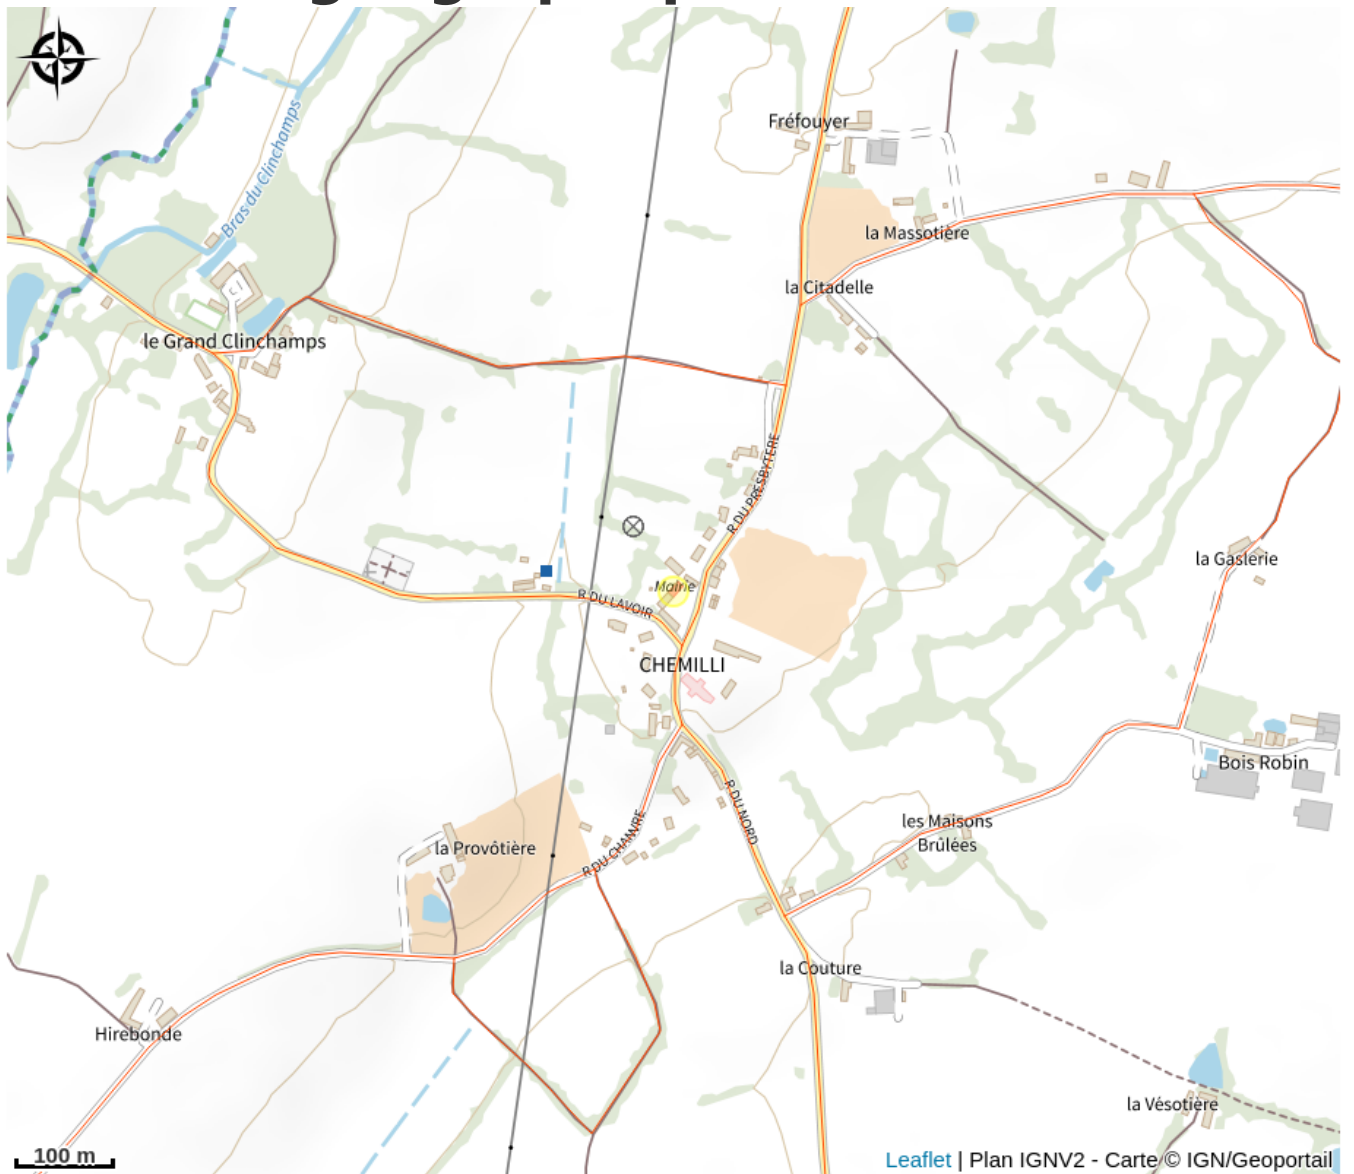 Fréfouyer
Bras du Clinchamps
la Massotière
la Citadelle
le Grand Clinchamps
R DU PRESBYTERE
la Gaslerie
Mairie
R DU LAVOIR
CHEMILLI
Bois Robin
R DU NORD
les Maisons
Brûlées
la Provôtière
R DU CHANVRE
la Couture
Hirebonde
la Vésotière
100 m
Leaflet | Plan IGNV2 - Carte © IGN/Geoportail